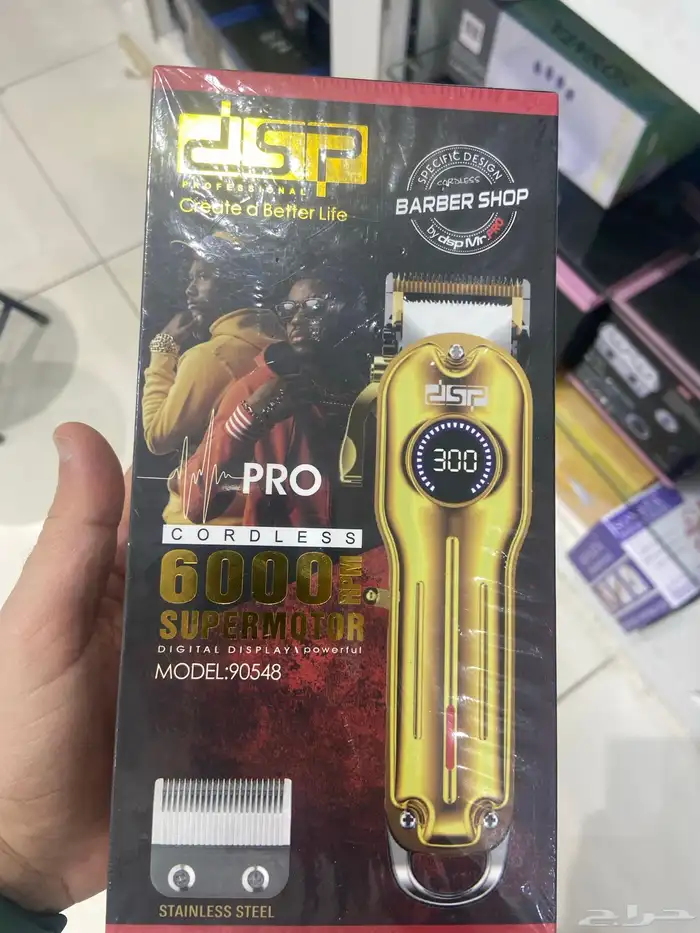 dsp
PROFESSIONAL
Create a Better Life
SPECIFIC DESIGN
CORDLESS
BARBER SHOP
by dsp Mr.PRO
dsp
300
PRO
CORDLESS
6000 RPM
SUPERMOTOR
DIGITAL DISPLAY\powerful
MODEL:90548
STAINLESS STEEL
حراج